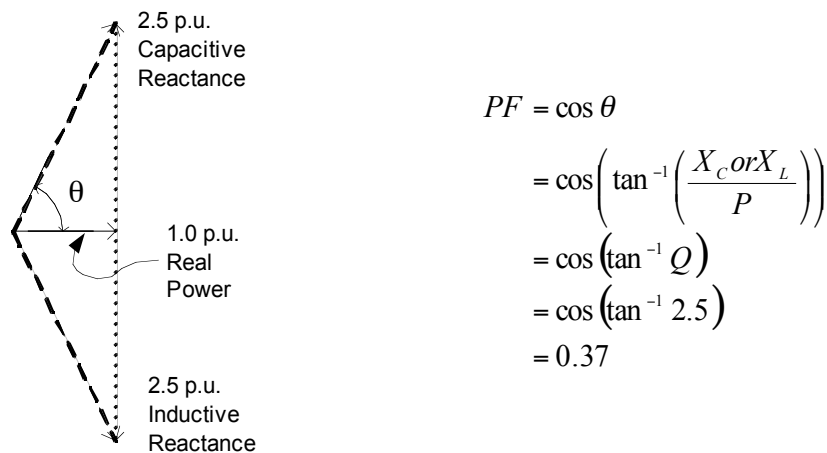 2.5 p.u.
Capacitive
Reactance
θ
1.0 p.u.
Real
Power
2.5 p.u.
Inductive
Reactance
PF = cos θ
= cos(tan⁻¹(X_C or X_L / P))
= cos(tan⁻¹ Q)
= cos(tan⁻¹ 2.5)
= 0.37